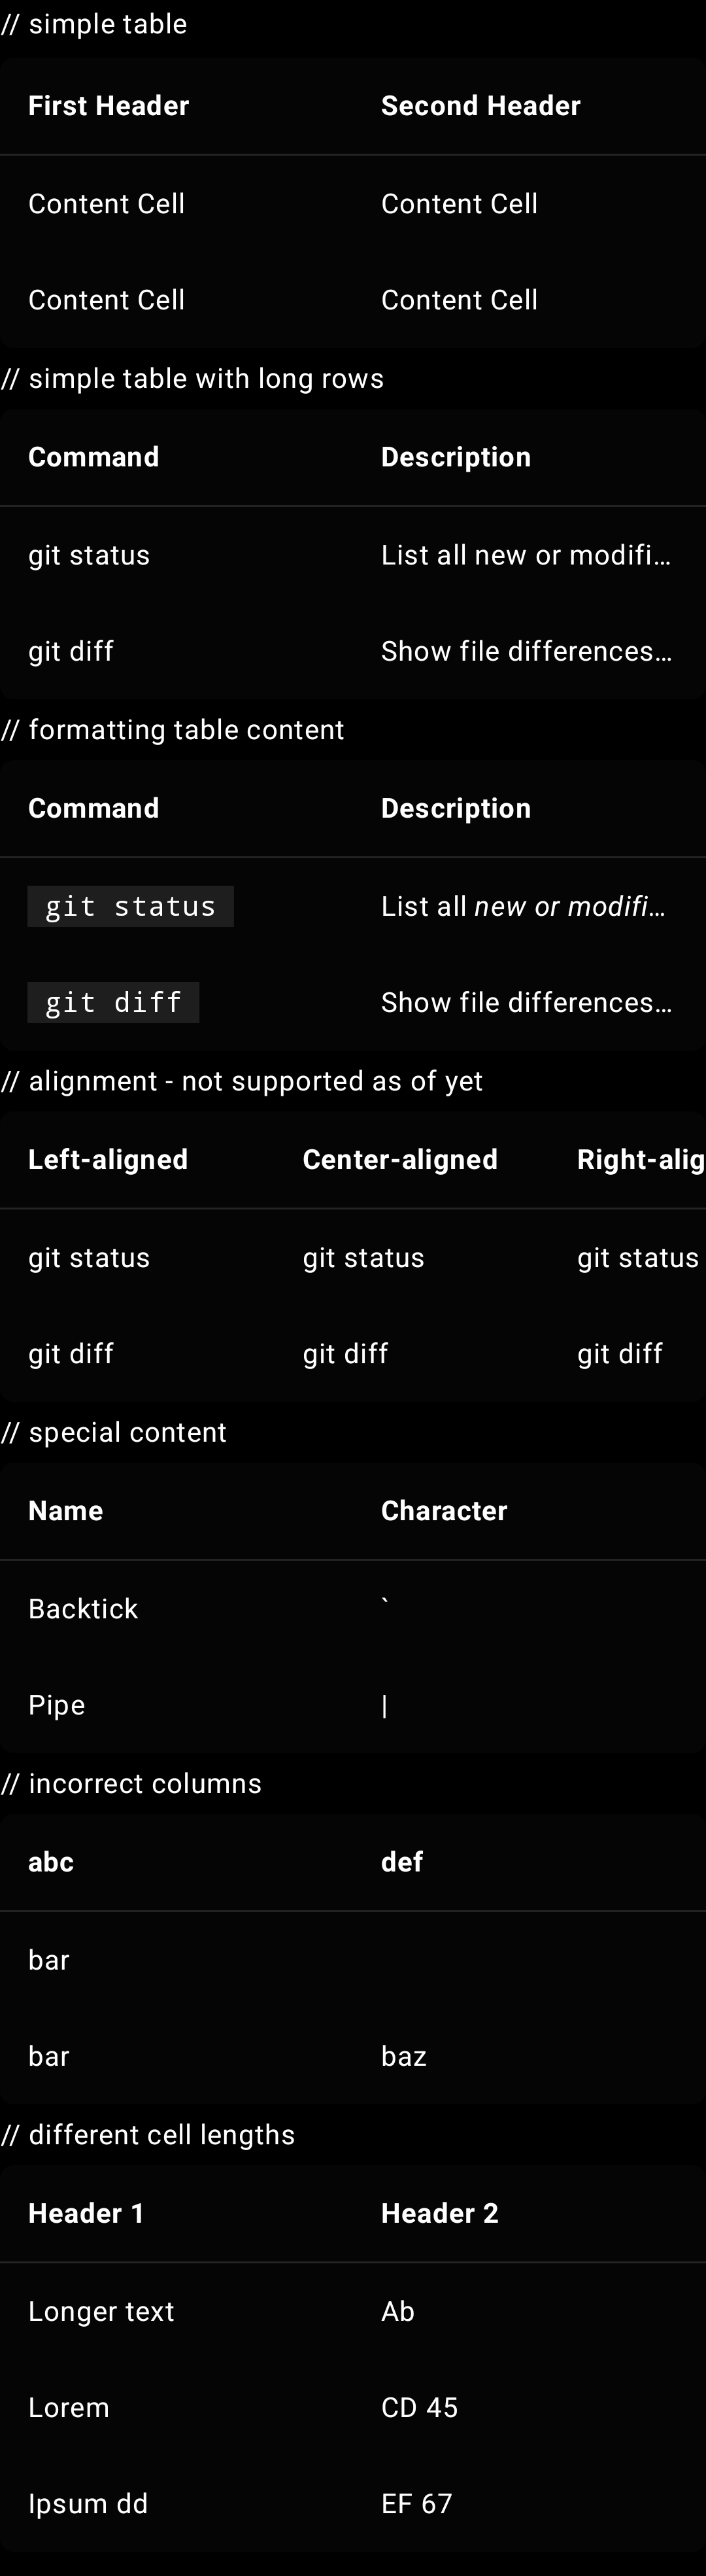 // simple table
First Header Second Header
Content Cell Content Cell
Content Cell Content Cell
// simple table with long rows
Command Description
git status List all new or modifi…
git diff Show file differences…
// formatting table content
Command Description
git status List all new or modifi…
git diff Show file differences…
// alignment - not supported as of yet
Left-aligned Center-aligned Right-alig
git status git status git status
git diff git diff git diff
// special content
Name Character
Backtick `
Pipe |
// incorrect columns
abc def
bar
bar baz
// different cell lengths
Header 1 Header 2
Longer text Ab
Lorem CD 45
Ipsum dd EF 67